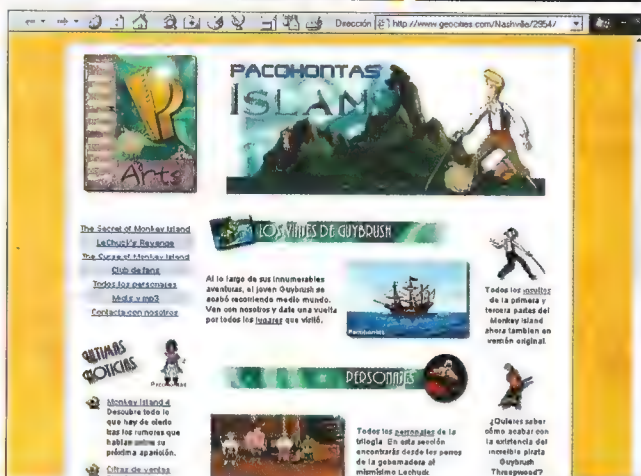 Dirección http://www.geocities.com/Nashville/2954/
Arts
PACOHONTAS
ISLAND
The Secret of Monkey Island
LeChuck's Revenge
The Curse of Monkey Island
Club de fans
Todos los personajes
Midis y mp3
Contacta con nosotros
ULTIMAS
NOTICIAS
Pacohontas
Monkey Island 4
Descubre todo lo
que hay de cierto
tras los rumores que
hablan sobre su
próxima aparición.
Cifras de ventas
LOS VIAJES DE GUYBRUSH
Al lo largo de sus innumerables
aventuras, el joven Guybrush se
acabó recorriendo medio mundo.
Ven con nosotros y date una vuelta
por todos los lugares que visitó.
Pacohontas
PERSONAJES
Todos los personajes de la
trilogía. En esta sección
encontrarás desde los perros
de la gobernadora al
mismísimo Lechuck.
Todos los insultos
de la primera y
tercera partes del
Monkey Island
ahora tambien en
versión original.
¿Quieres saber
cómo acabar con
la existencia del
increíble pirata
Guybrush
Threepwood?